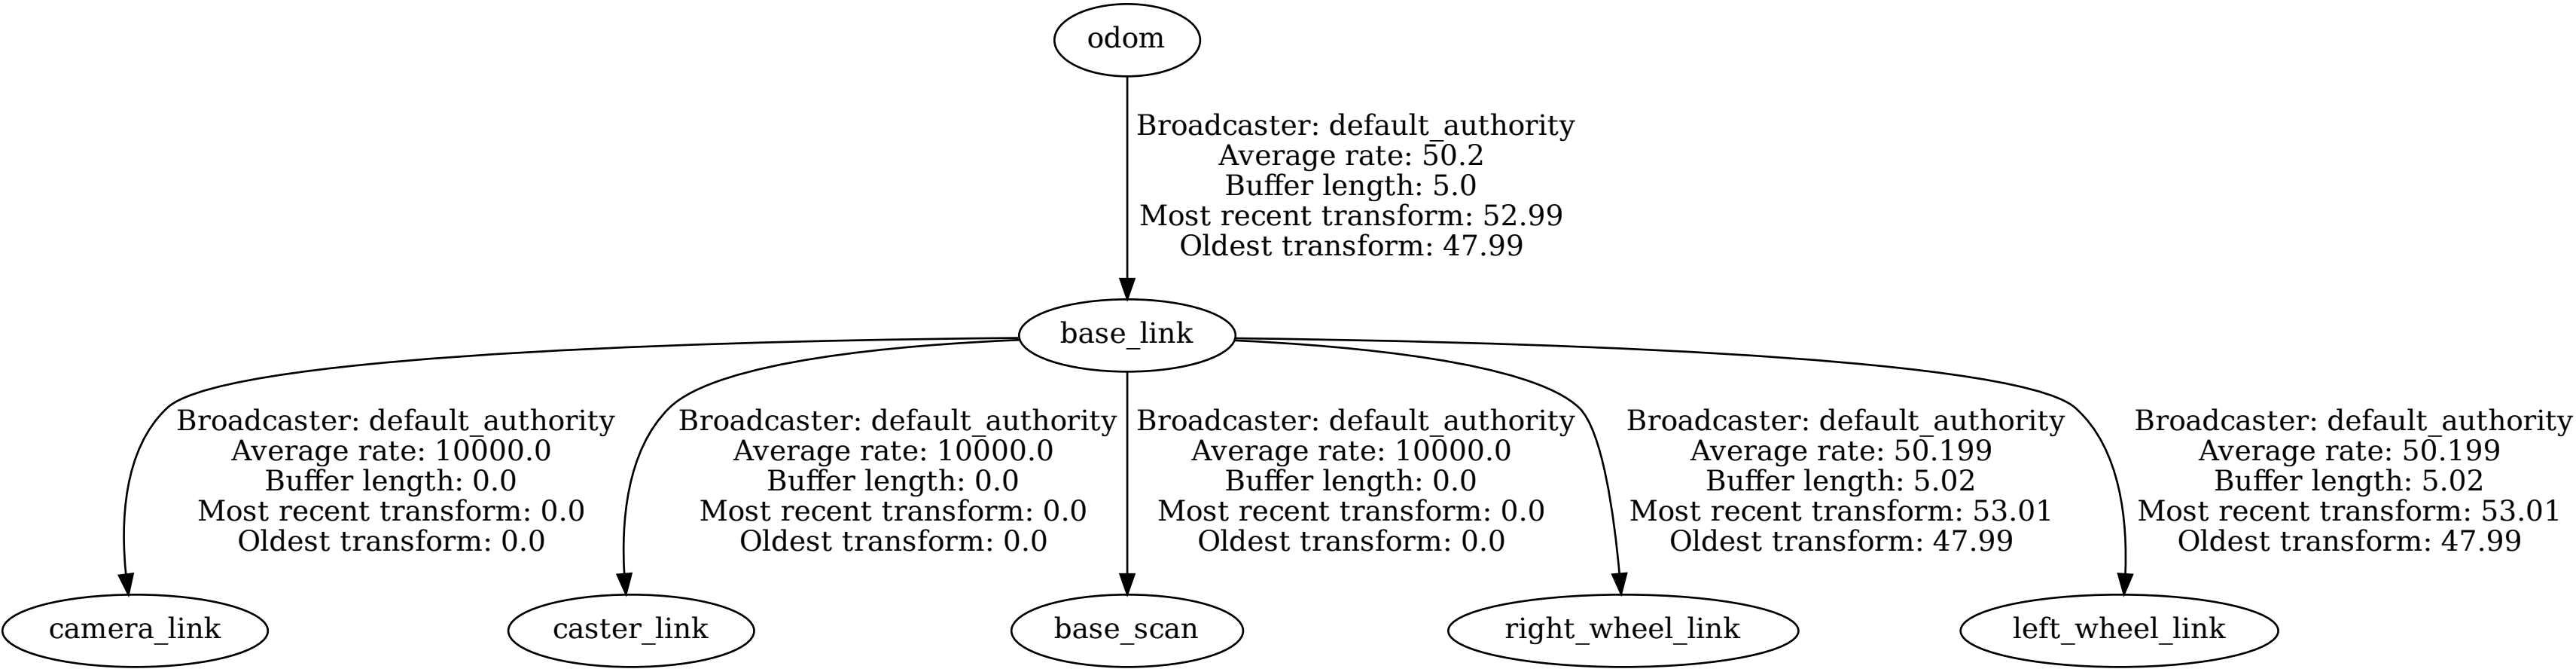 odom
Broadcaster: default_authority
Average rate: 50.2
Buffer length: 5.0
Most recent transform: 52.99
Oldest transform: 47.99
base_link
Broadcaster: default_authority
Average rate: 10000.0
Buffer length: 0.0
Most recent transform: 0.0
Oldest transform: 0.0
Broadcaster: default_authority
Average rate: 10000.0
Buffer length: 0.0
Most recent transform: 0.0
Oldest transform: 0.0
Broadcaster: default_authority
Average rate: 10000.0
Buffer length: 0.0
Most recent transform: 0.0
Oldest transform: 0.0
Broadcaster: default_authority
Average rate: 50.199
Buffer length: 5.02
Most recent transform: 53.01
Oldest transform: 47.99
Broadcaster: default_authority
Average rate: 50.199
Buffer length: 5.02
Most recent transform: 53.01
Oldest transform: 47.99
camera_link
caster_link
base_scan
right_wheel_link
left_wheel_link